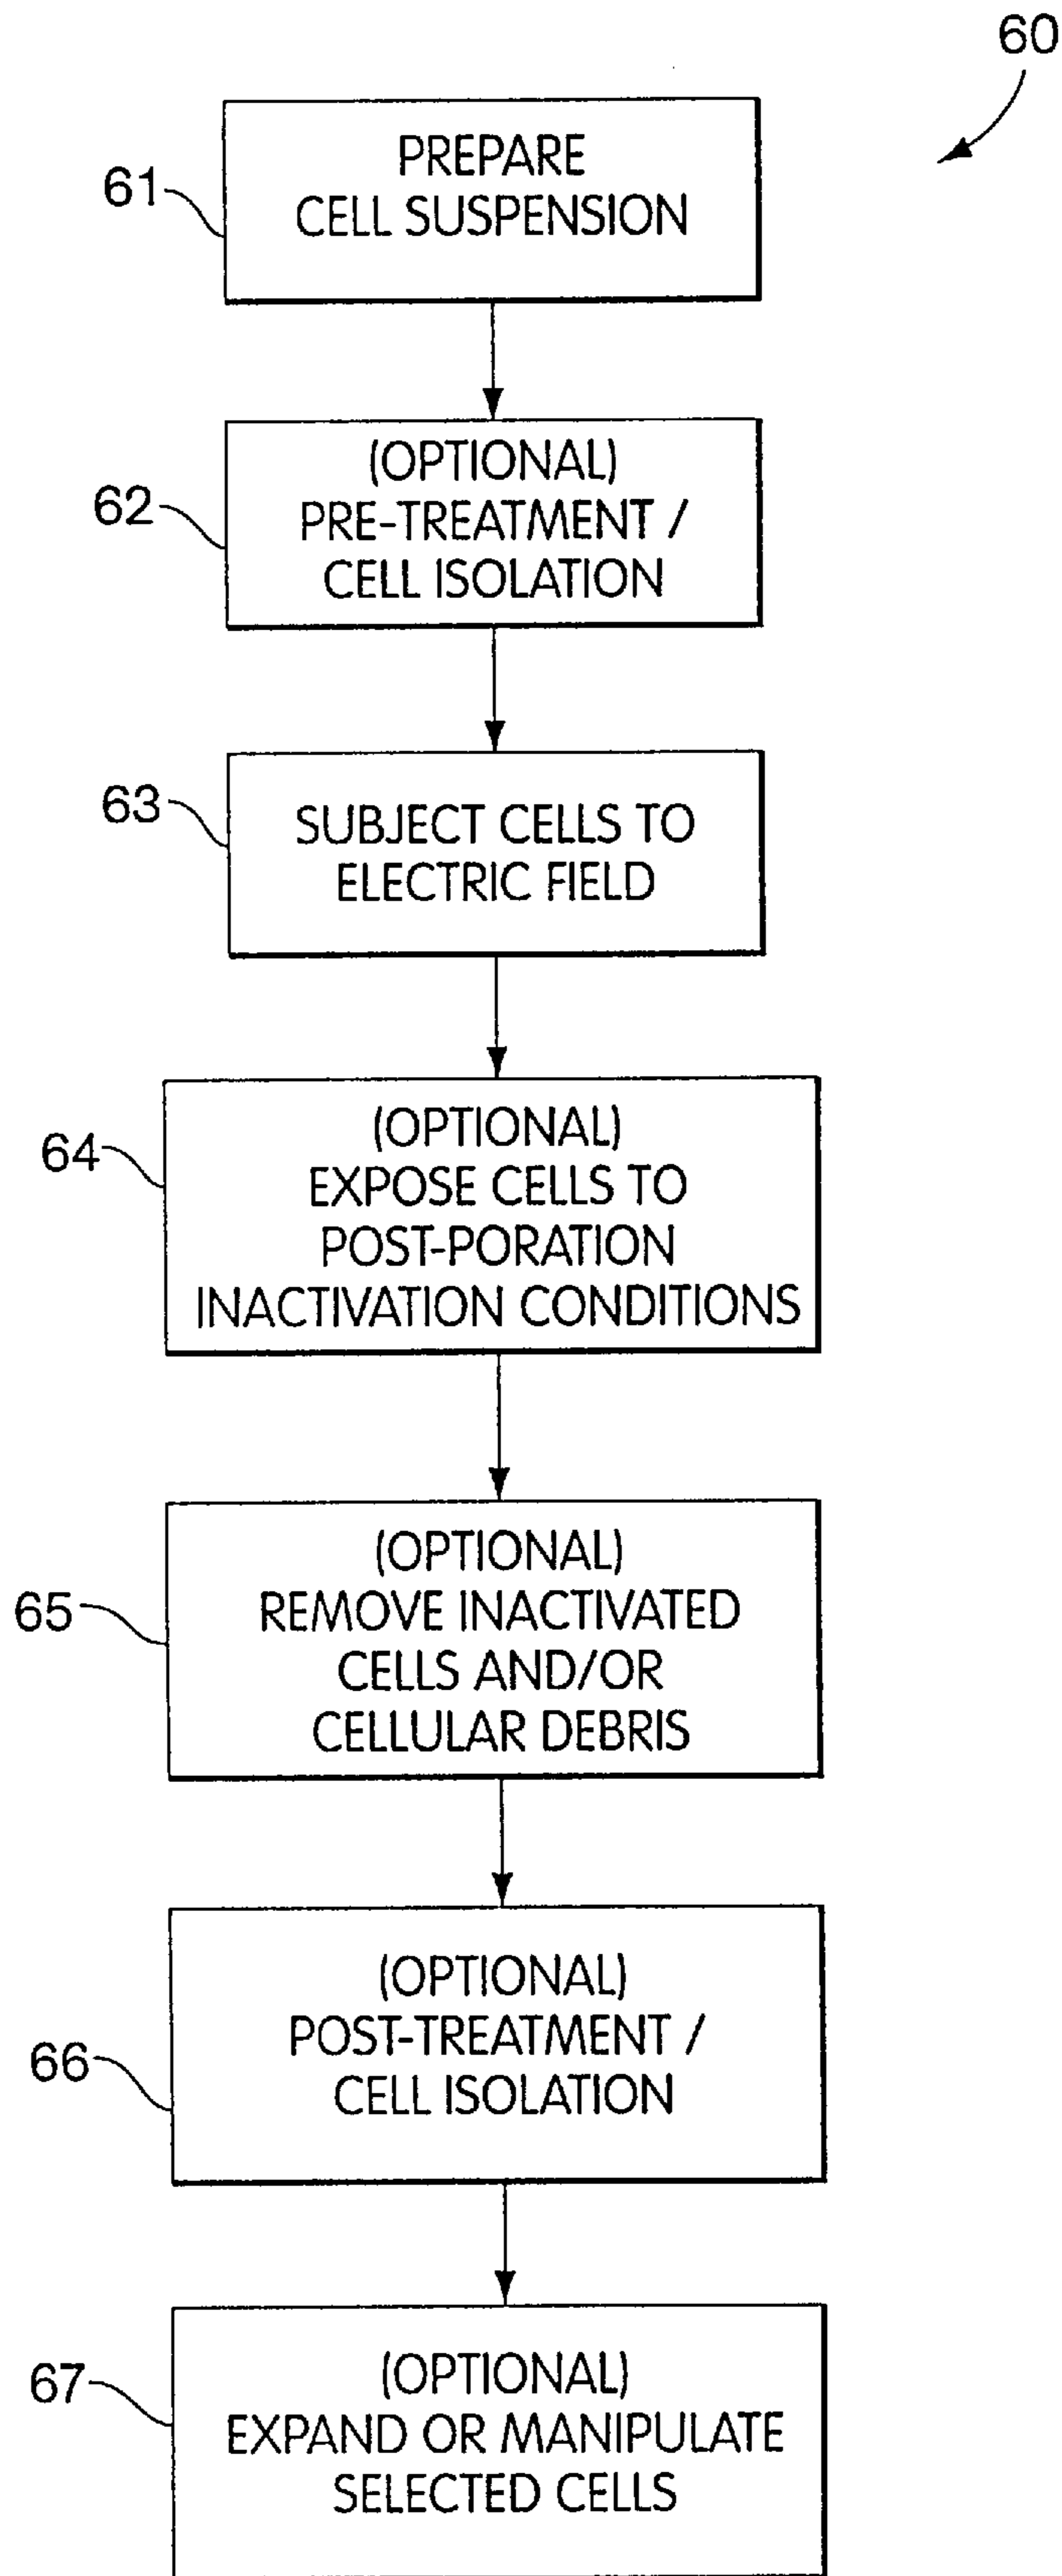 60
61
PREPARE
CELL SUSPENSION
62
(OPTIONAL)
PRE-TREATMENT /
CELL ISOLATION
63
SUBJECT CELLS TO
ELECTRIC FIELD
64
(OPTIONAL)
EXPOSE CELLS TO
POST-PORATION
INACTIVATION CONDITIONS
65
(OPTIONAL)
REMOVE INACTIVATED
CELLS AND/OR
CELLULAR DEBRIS
66
(OPTIONAL)
POST-TREATMENT /
CELL ISOLATION
67
(OPTIONAL)
EXPAND OR MANIPULATE
SELECTED CELLS